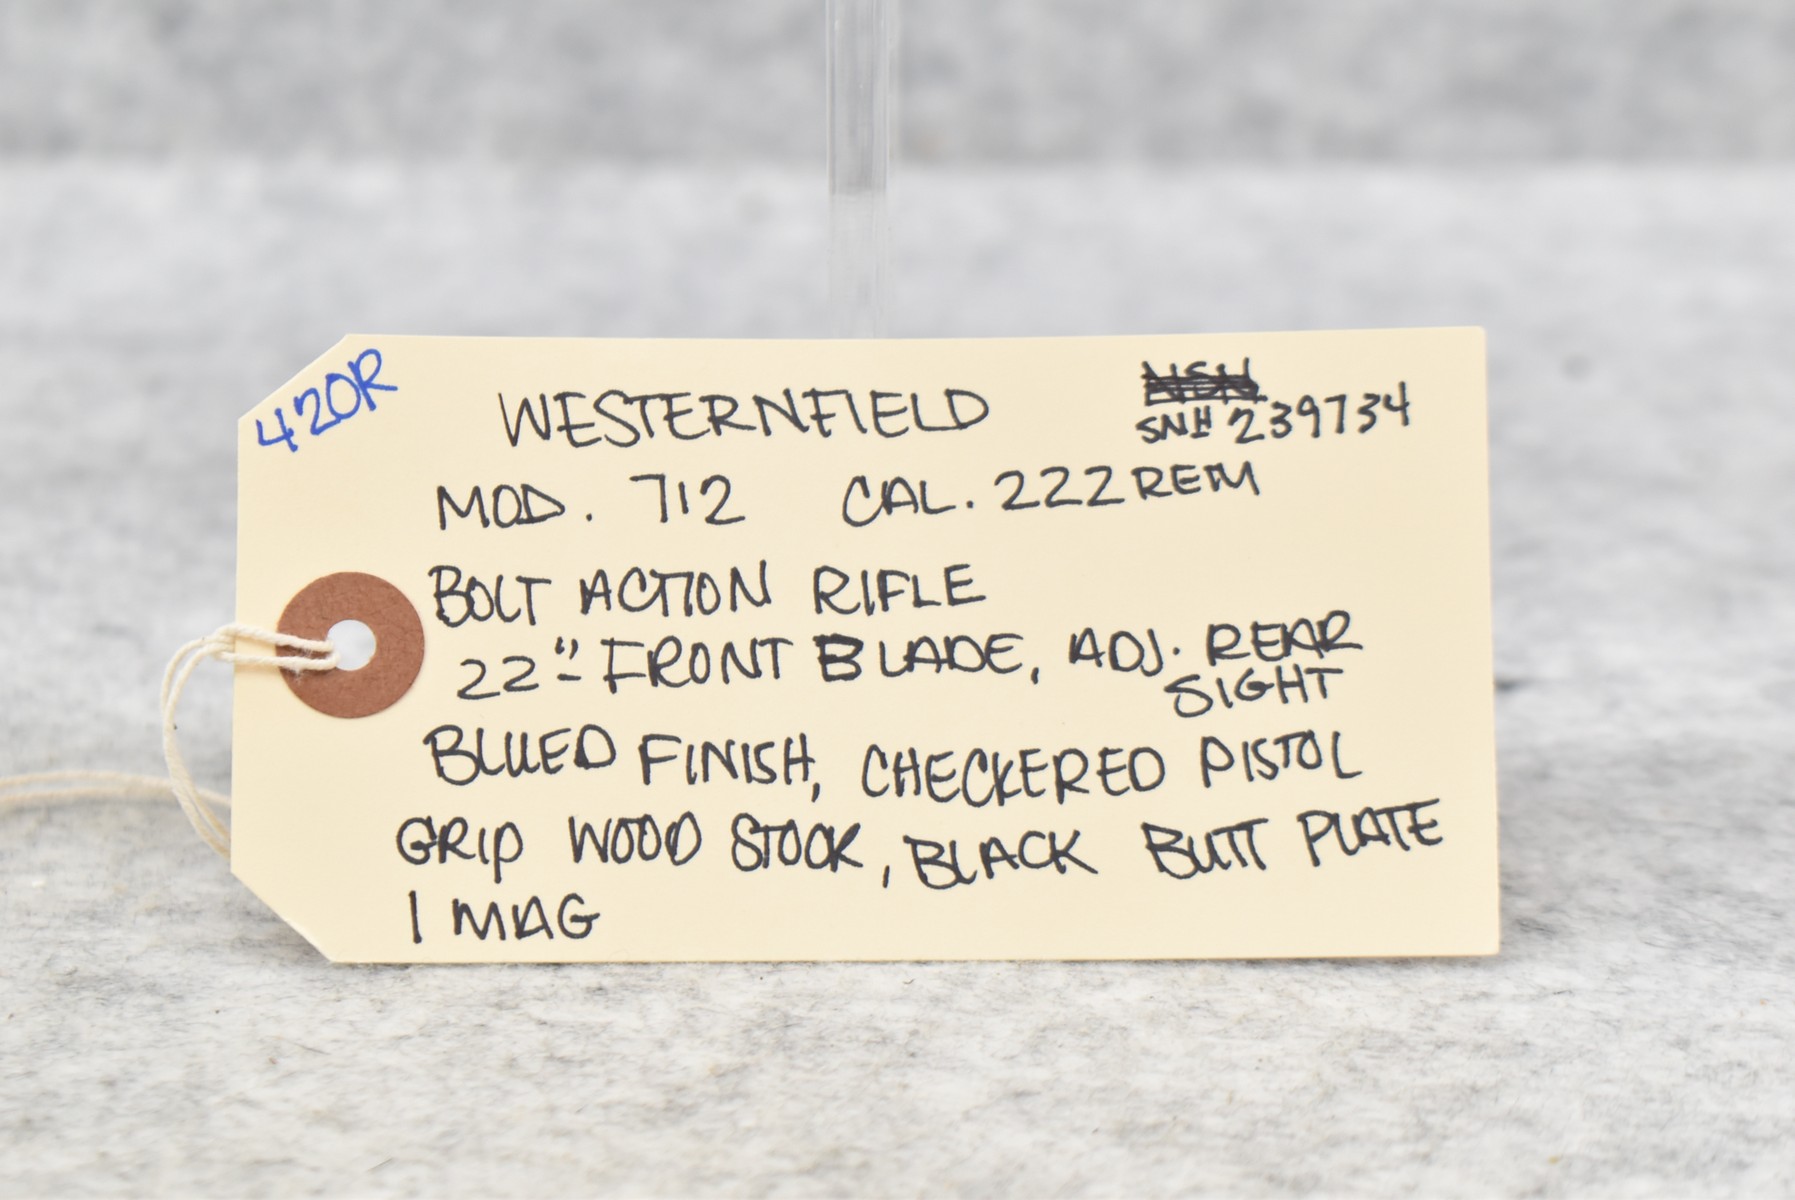 420R
WESTERNFIELD
NSN
SN# 239734
MOD. 712 CAL. 222 REM
BOLT ACTION RIFLE
22" - FRONT BLADE, ADJ. REAR
SIGHT
BLUED FINISH, CHECKERED PISTOL
GRIP WOOD STOCK, BLACK BUTT PLATE
1 MAG